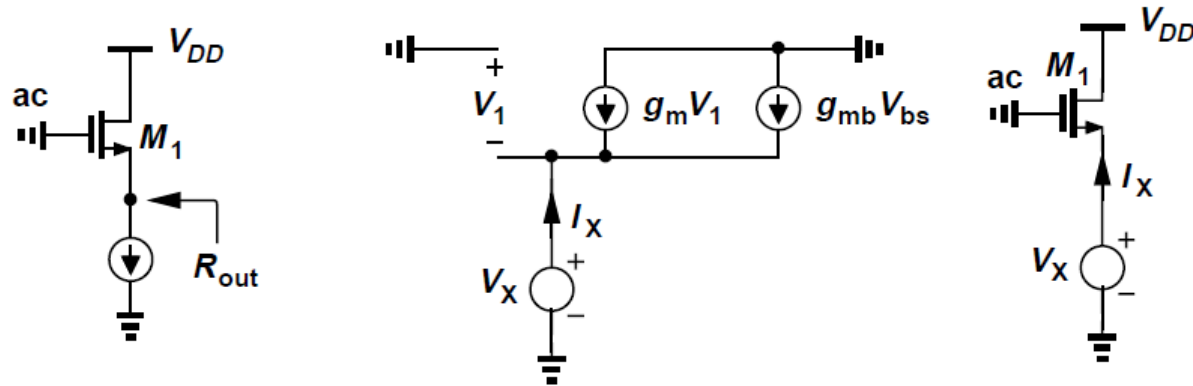 V_DD
ac
M_1
R_out
+
V_1
−
g_m V_1
g_mb V_bs
I_X
V_X
+
−
V_DD
ac
M_1
I_X
V_X
+
−